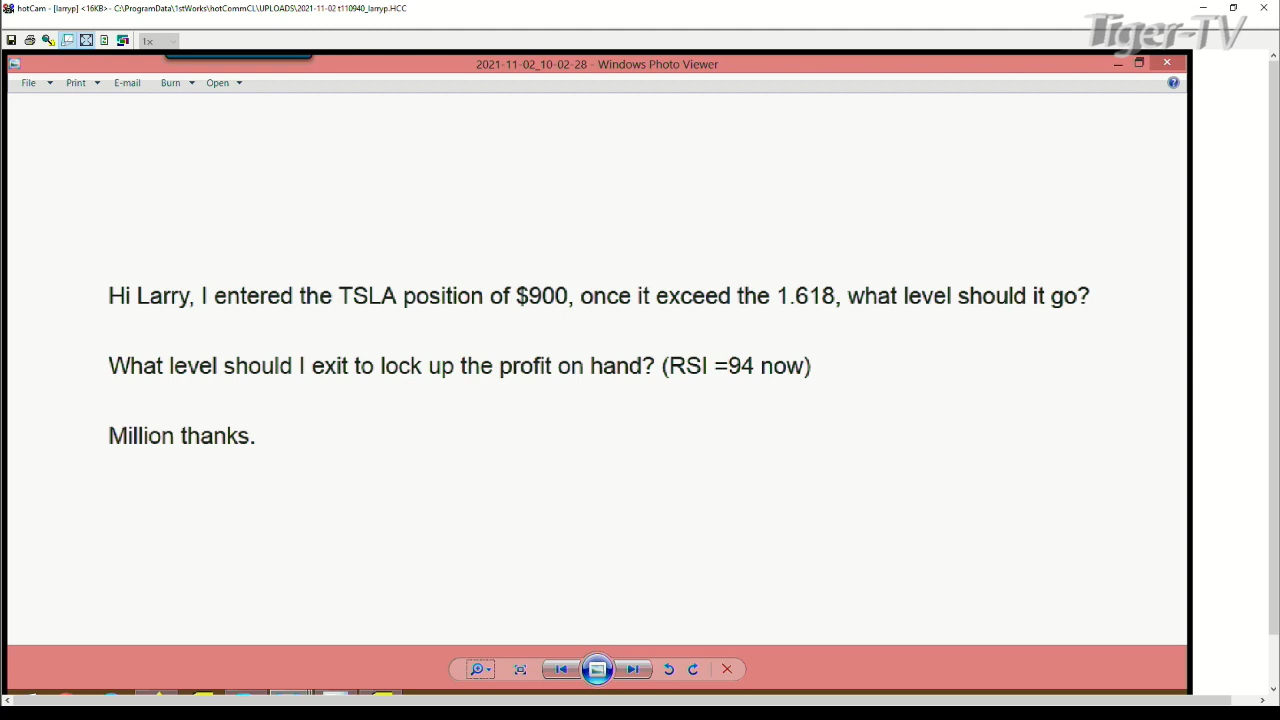 hotCam - [larryp] <16KB> - C:\ProgramData\1stWorks\hotCommCL\UPLOADS\2021-11-02 t110940_larryp.HCC
Tiger-TV
1x
2021-11-02_10-02-28 - Windows Photo Viewer
File Print E-mail Burn Open
Hi Larry, I entered the TSLA position of $900, once it exceed the 1.618, what level should it go?
What level should I exit to lock up the profit on hand? (RSI =94 now)
Million thanks.